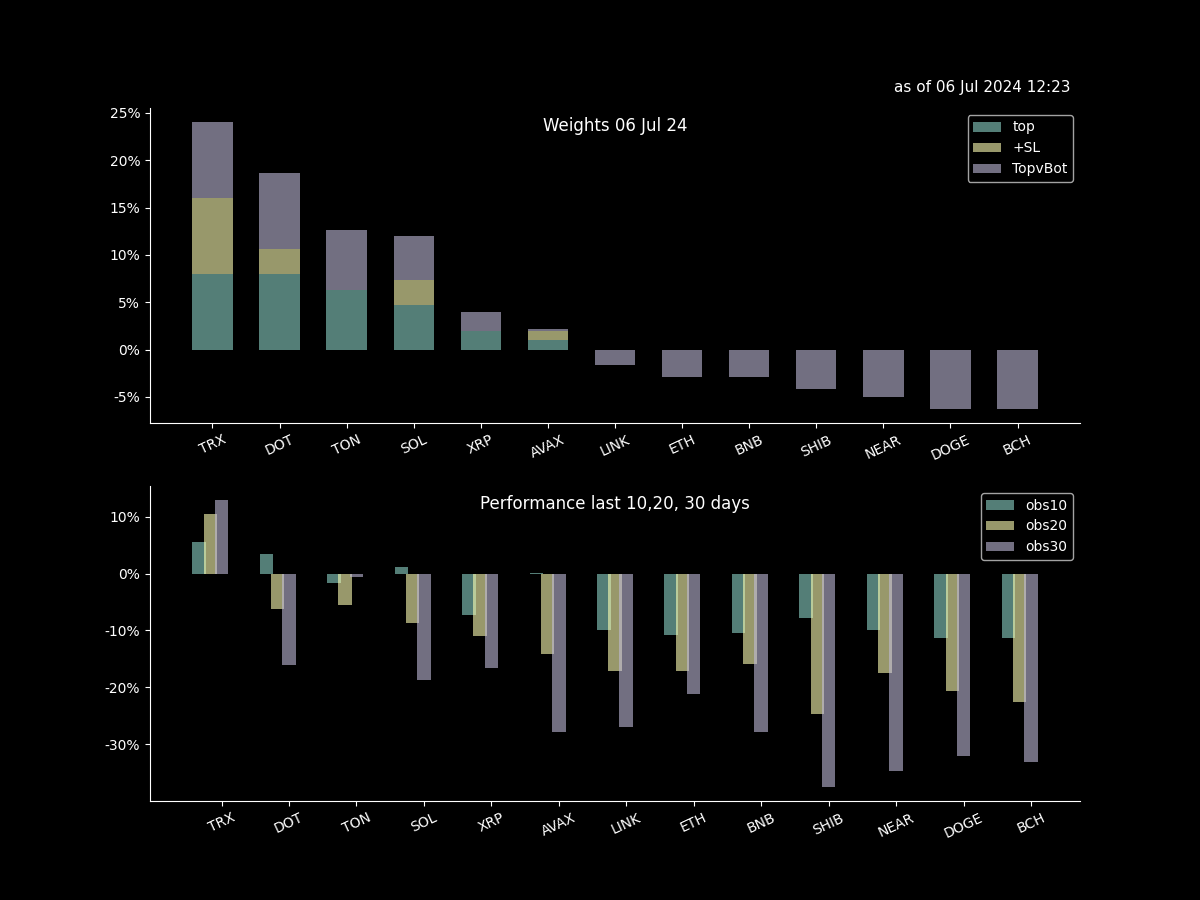 as of 06 Jul 2024 12:23
Weights 06 Jul 24
top
+SL
TopvBot
25%
20%
15%
10%
5%
0%
-5%
TRX DOT TON SOL XRP AVAX LINK ETH BNB SHIB NEAR DOGE BCH
Performance last 10,20, 30 days
obs10
obs20
obs30
10%
0%
-10%
-20%
-30%
TRX DOT TON SOL XRP AVAX LINK ETH BNB SHIB NEAR DOGE BCH